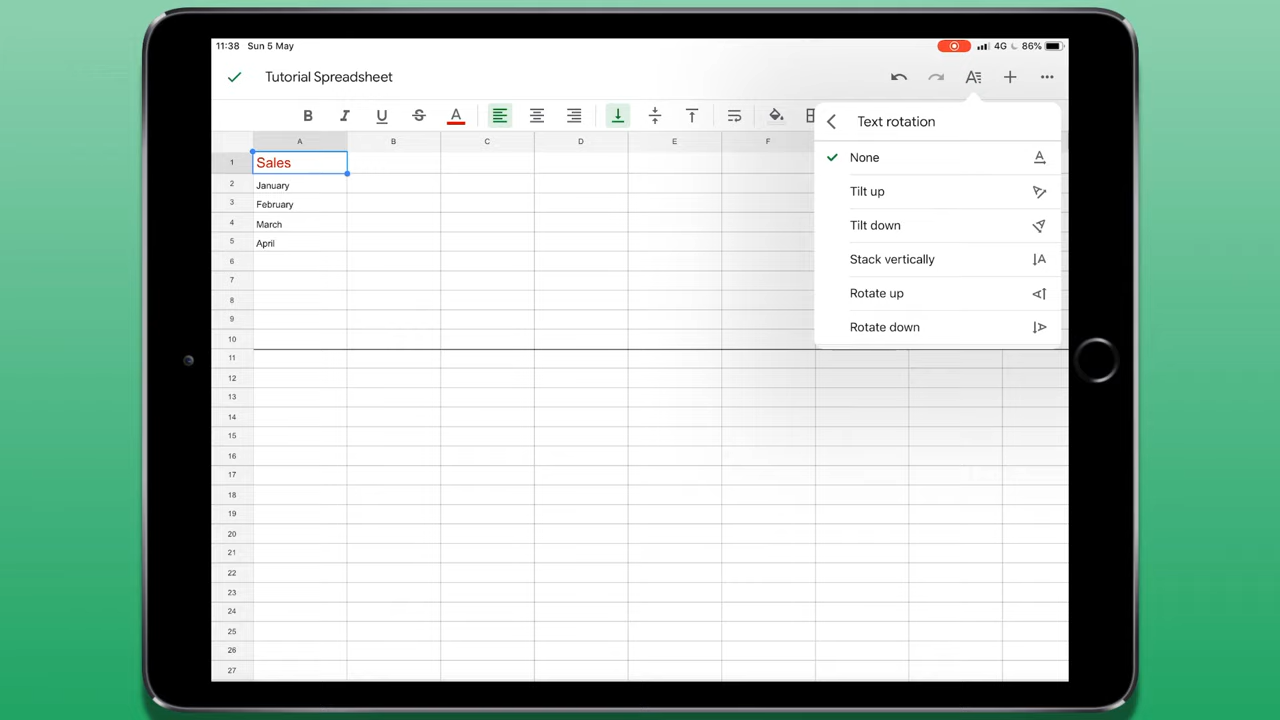 11:38 Sun 5 May 4G 86%
Tutorial Spreadsheet
B I U S A
Text rotation
A B C D E F
None
Tilt up
Tilt down
Stack vertically
Rotate up
Rotate down
1 Sales
2 January
3 February
4 March
5 April
6
7
8
9
10
11
12
13
14
15
16
17
18
19
20
21
22
23
24
25
26
27